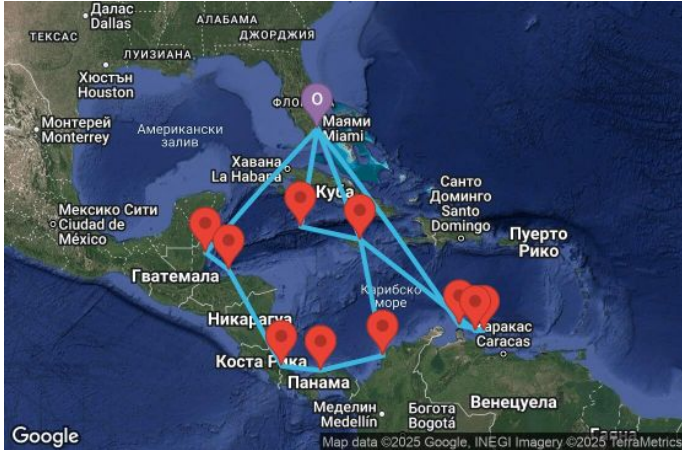 Далас
Dallas
АЛАБАМА
ТЕКСАС
ДЖОРДЖИЯ
ЛУИЗИАНА
Хюстън
Houston
ФЛО
O
Монтерей
Monterrey
Американски
залив
Маями
Miami
Хавана
La Habana
Куба
Мексико Сити
Ciudad de
México
Санто
Доминго
Santo
Domingo
Пуерто
Рико
Гватемала
Карибско
море
Никарагуа
Каракас
Caracas
Коста Рика
Панама
Венецуела
Меделин
Medellín
Богота
Bogotá
Google
Map data ©2025 Google, INEGI Imagery ©2025 TerraMetrics